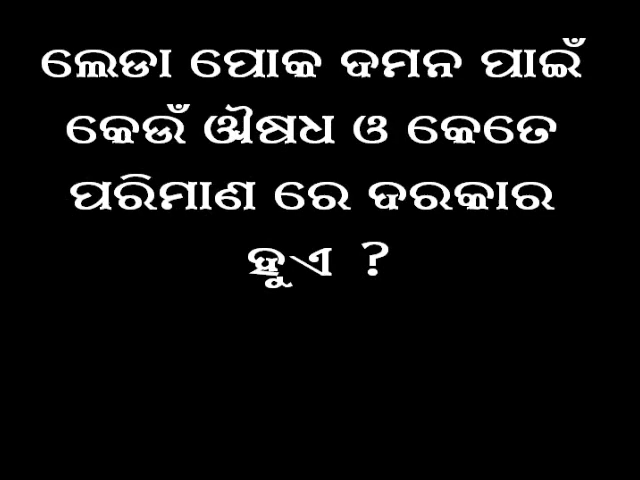 ଲେଡା ପୋକ ଦମନ ପାଇଁ
କେଉଁ ଔଷଧ ଓ କେତେ
ପରିମାଣ ରେ ଦରକାର
ହୁଏ ?